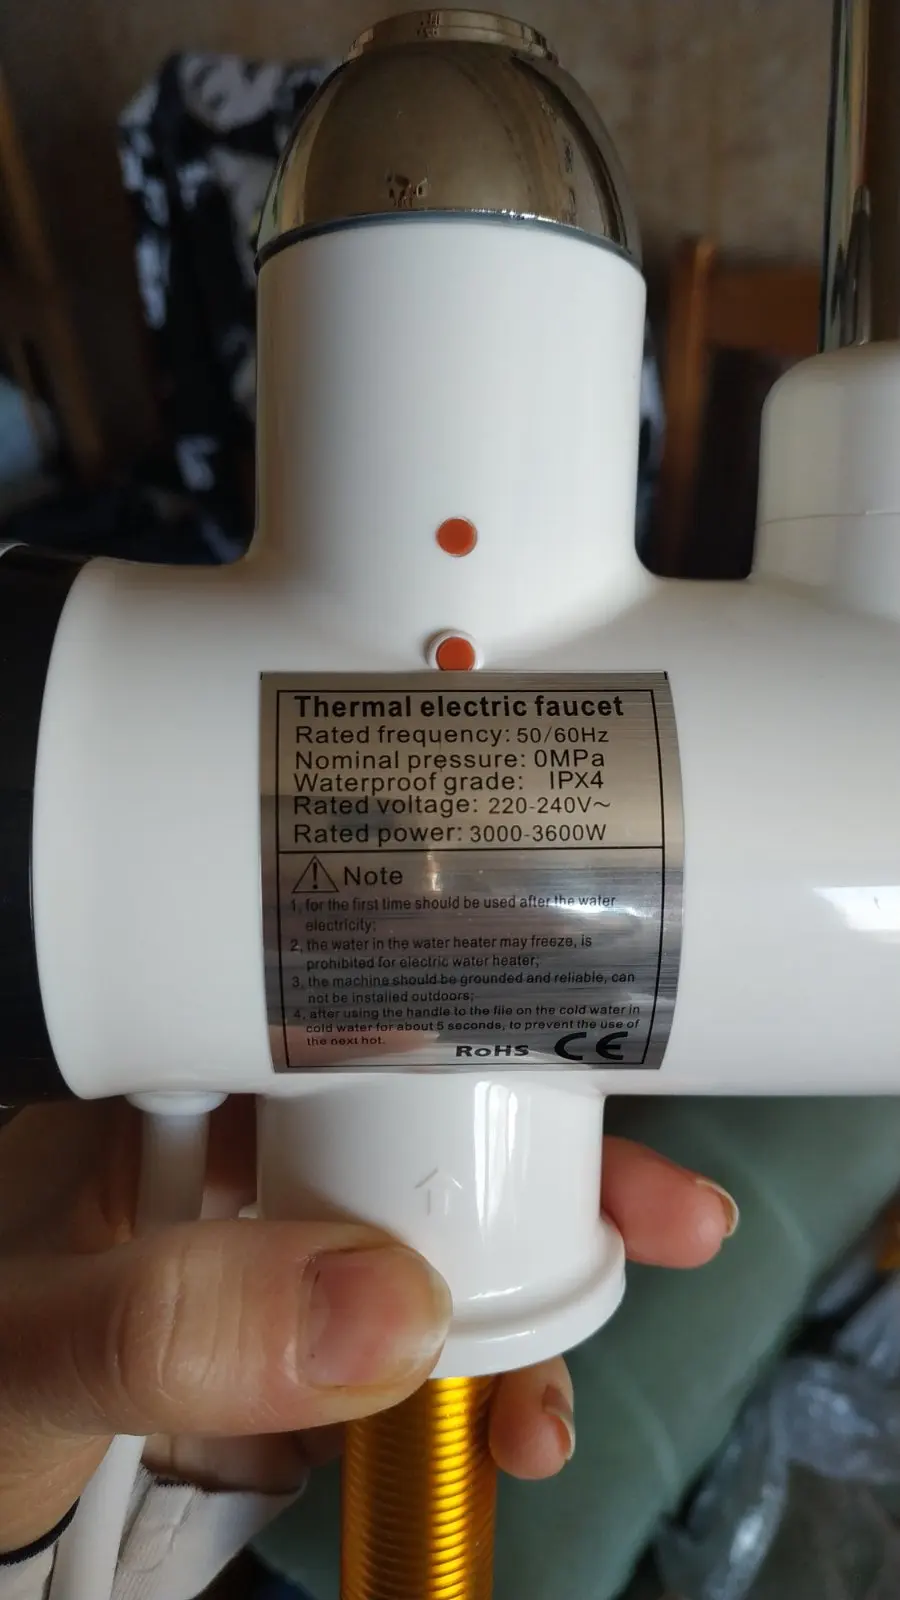 Thermal electric faucet
Rated frequency: 50/60Hz
Nominal pressure: 0MPa
Waterproof grade: IPX4
Rated voltage: 220-240V~
Rated power: 3000-3600W
Note
1, for the first time should be used after the water
electricity;
2, the water in the water heater may freeze, is
prohibited for electric water heater;
3, the machine should be grounded and reliable, can
not be installed outdoors;
4, after using the handle to the file on the cold water in
cold water for about 5 seconds, to prevent the use of
the next hot.
RoHS CE